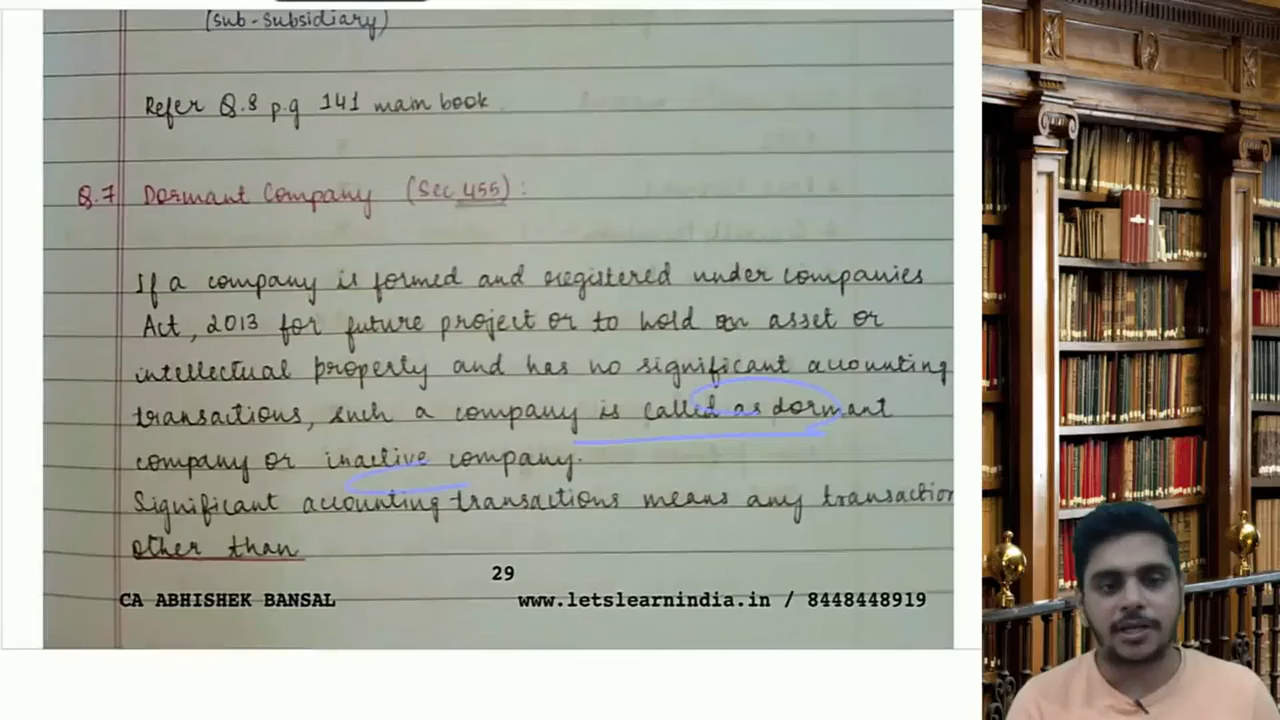 (sub-subsidiary)
Refer Q.8 p.g 141 main book
Q.7 Dormant Company (Sec 455):
If a company is formed and registered under companies
Act, 2013 for future project or to hold an asset or
intellectual property and has no significant accounting
transactions, such a company is called as dormant
company or inactive company.
Significant accounting transactions means any transaction
other than
29
CA ABHISHEK BANSAL www.letslearnindia.in / 8448448919